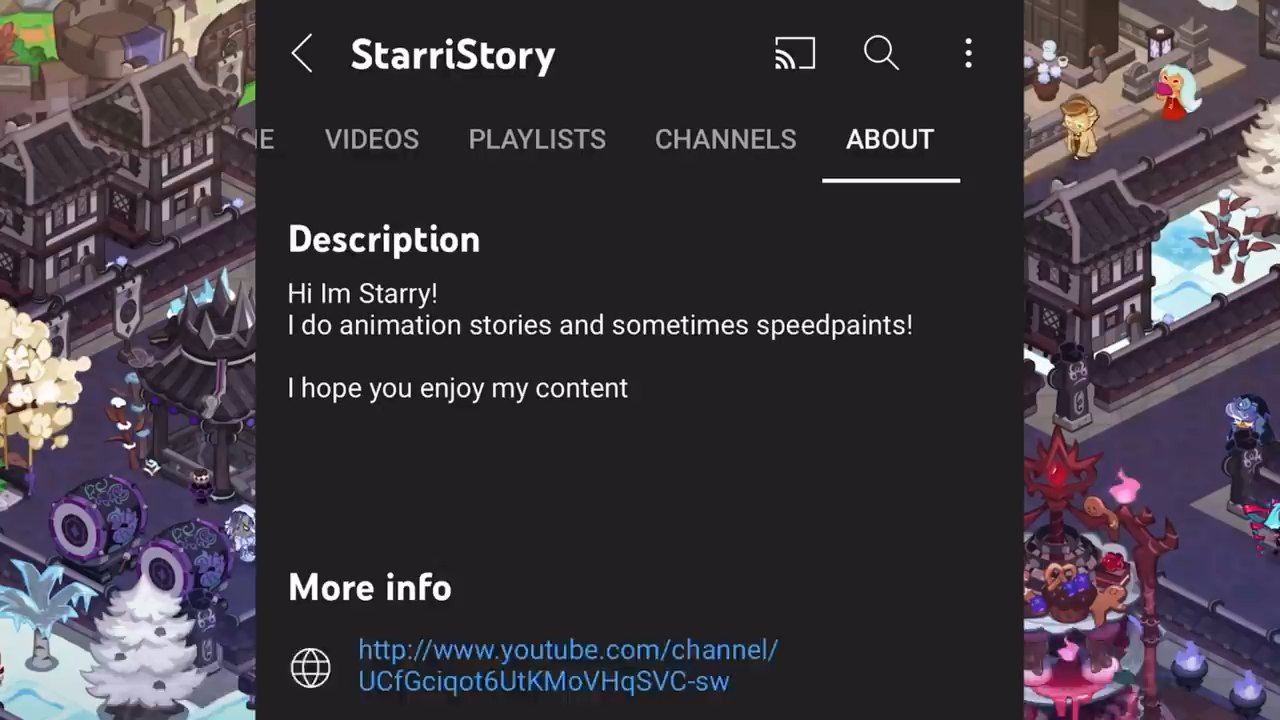 StarriStory
E VIDEOS PLAYLISTS CHANNELS ABOUT
Description
Hi Im Starry!
I do animation stories and sometimes speedpaints!
I hope you enjoy my content
More info
http://www.youtube.com/channel/
UCfGciqot6UtKMoVHqSVC-sw